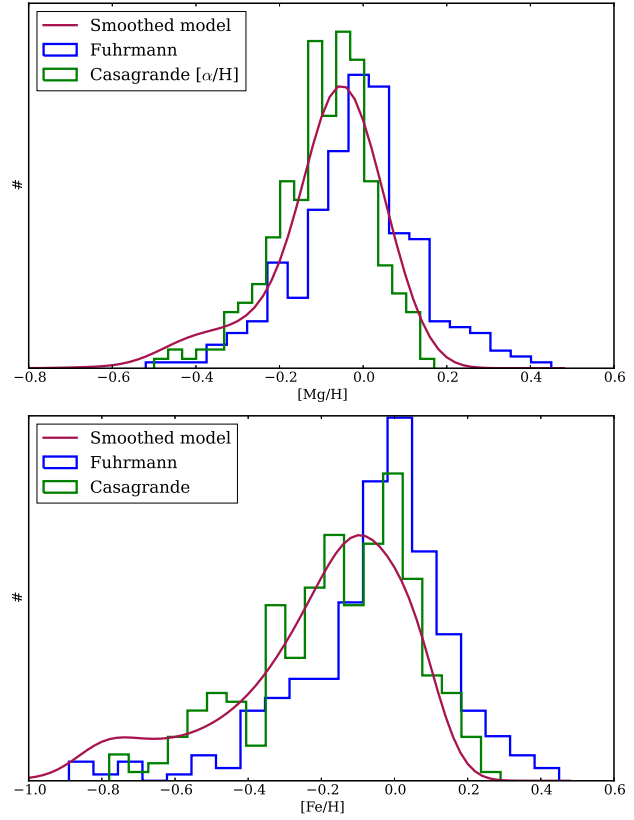 Smoothed model
Fuhrmann
Casagrande [α/H]
#
−0.8 −0.6 −0.4 −0.2 0.0 0.2 0.4 0.6
[Mg/H]
Smoothed model
Fuhrmann
Casagrande
#
−1.0 −0.8 −0.6 −0.4 −0.2 0.0 0.2 0.4 0.6
[Fe/H]